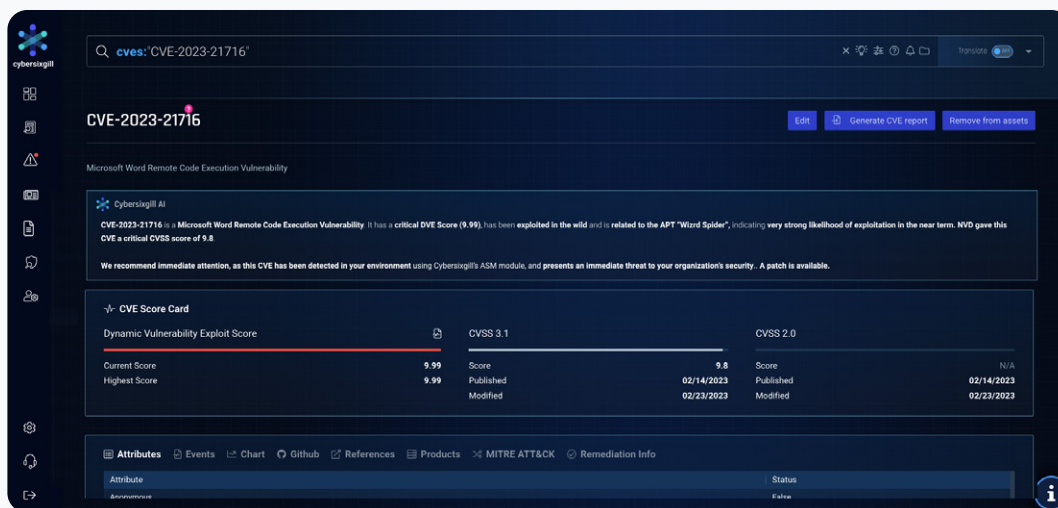 cybersixgill
cves:"CVE-2023-21716"
Translate OFF
CVE-2023-21716
?
Edit
Generate CVE report
Remove from assets
Microsoft Word Remote Code Execution Vulnerability
Cybersixgill AI
CVE-2023-21716 is a Microsoft Word Remote Code Execution Vulnerability. It has a critical DVE Score (9.99), has been exploited in the wild and is related to the APT "Wizrd Spider", indicating very strong likelihood of exploitation in the near term. NVD gave this
CVE a critical CVSS score of 9.8
We recommend immediate attention, as this CVE has been detected in your environment using Cybersixgill's ASM module, and presents an immediate threat to your organization's security.. A patch is available.
CVE Score Card
Dynamic Vulnerability Exploit Score
Current Score 9.99
Highest Score 9.99
CVSS 3.1
Score 9.8
Published 02/14/2023
Modified 02/23/2023
CVSS 2.0
Score N/A
Published 02/14/2023
Modified 02/23/2023
Attributes Events Chart Github References Products MITRE ATT&CK Remediation Info
Attribute Status
Anonymous False